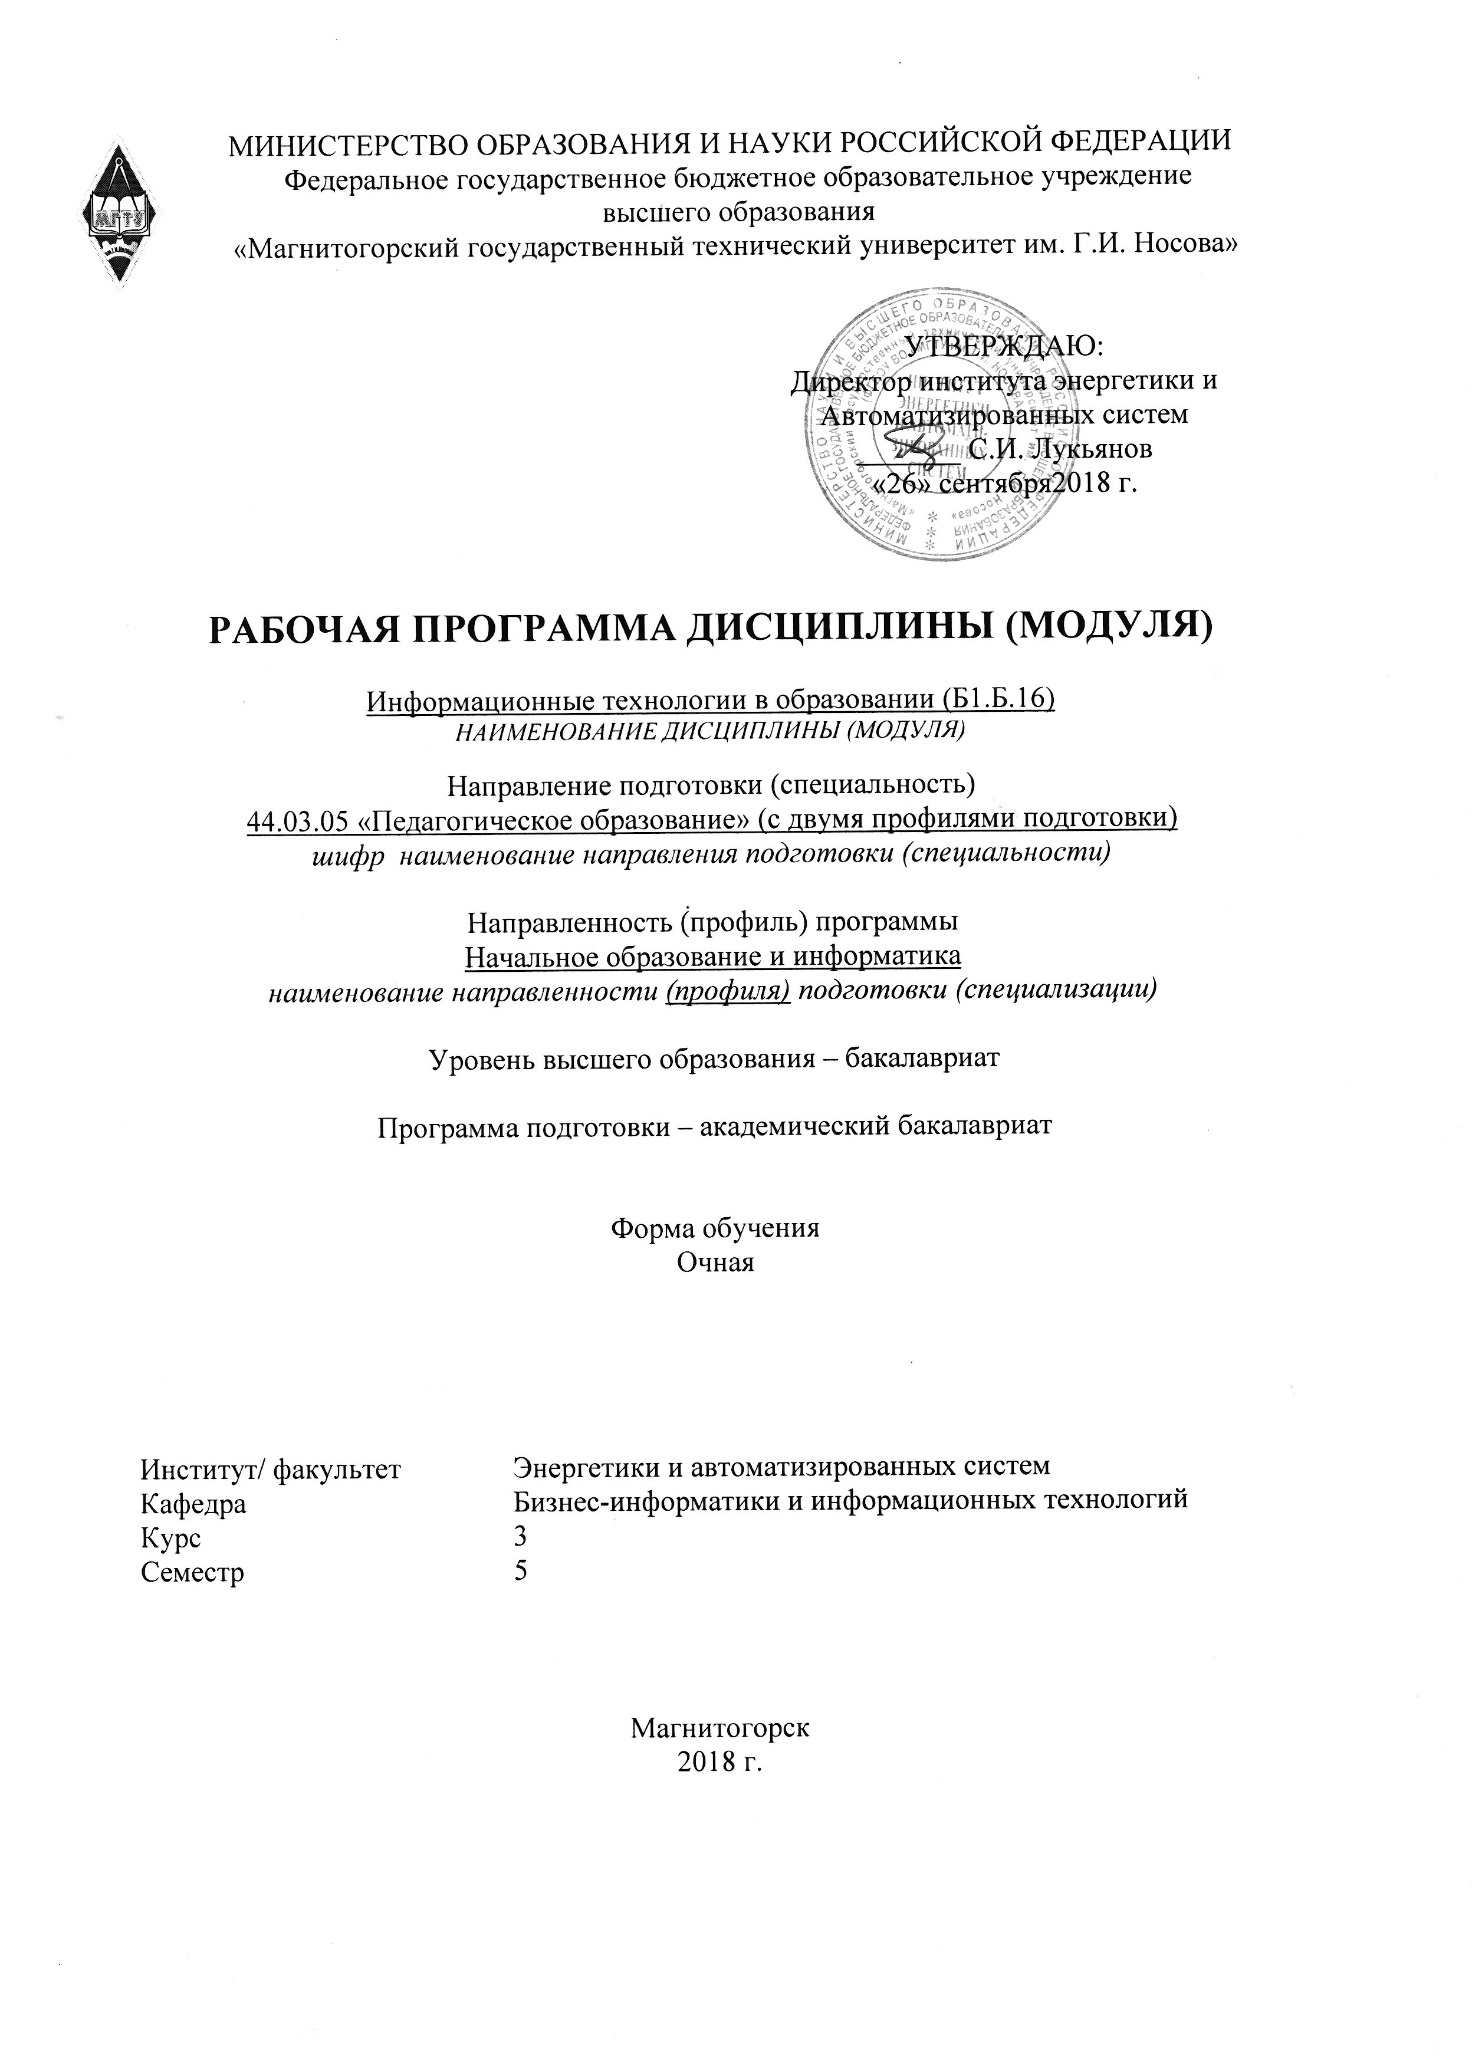 МИНИСТЕРСТВО ОБРАЗОВАНИЯ И НАУКИ РОССИЙСКОЙ ФЕДЕРАЦИИ
Федеральное государственное бюджетное образовательное учреждение
высшего образования
«Магнитогорский государственный технический университет им. Г.И. Носова»
МГТУ
УТВЕРЖДАЮ:
Директор института энергетики и
Автоматизированных систем
С.И. Лукьянов
«26» сентября2018 г.
РАБОЧАЯ ПРОГРАММА ДИСЦИПЛИНЫ (МОДУЛЯ)
Информационные технологии в образовании (Б1.Б.16)
НАИМЕНОВАНИЕ ДИСЦИПЛИНЫ (МОДУЛЯ)
Направление подготовки (специальность)
44.03.05 «Педагогическое образование» (с двумя профилями подготовки)
шифр  наименование направления подготовки (специальности)
Направленность (профиль) программы
Начальное образование и информатика
наименование направленности (профиля) подготовки (специализации)
Уровень высшего образования – бакалавриат
Программа подготовки – академический бакалавриат
Форма обучения
Очная
Институт/ факультет Энергетики и автоматизированных систем
Кафедра Бизнес-информатики и информационных технологий
Курс 3
Семестр 5
Магнитогорск
2018 г.